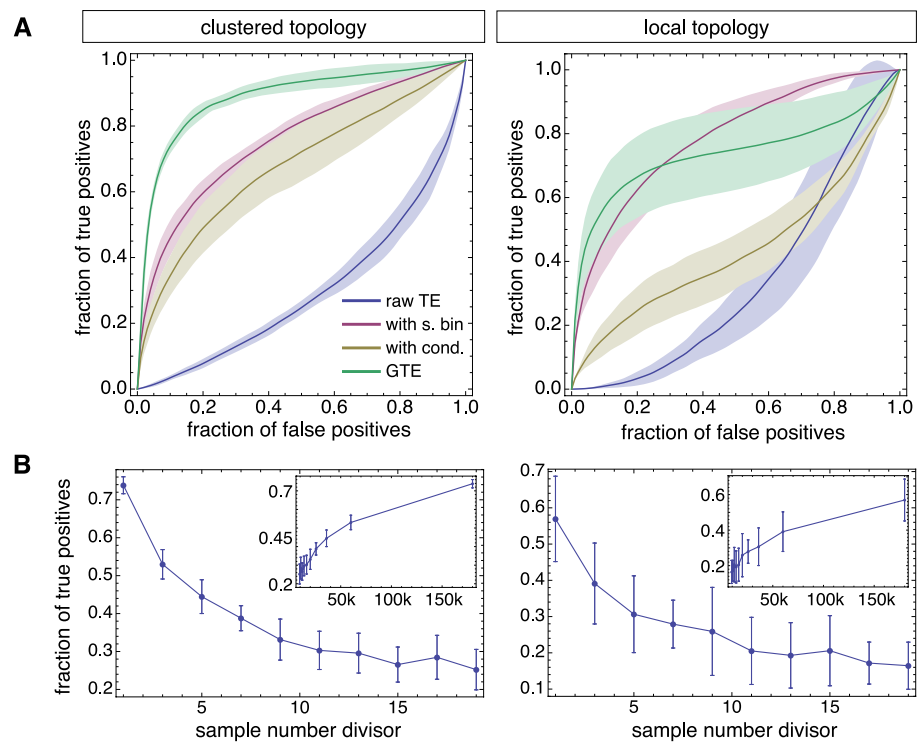 A
clustered topology
local topology
fraction of true positives
1.0
0.8
0.6
0.4
0.2
0.0
0.0 0.2 0.4 0.6 0.8 1.0
fraction of false positives
raw TE
with s. bin
with cond.
GTE
fraction of true positives
1.0
0.8
0.6
0.4
0.2
0.0
0.0 0.2 0.4 0.6 0.8 1.0
fraction of false positives
B
fraction of true positives
0.7
0.6
0.5
0.4
0.3
0.2
5 10 15
sample number divisor
0.7
0.45
0.2
50k 100k 150k
0.7
0.6
0.5
0.4
0.3
0.2
0.1
5 10 15
sample number divisor
0.6
0.4
0.2
50k 100k 150k